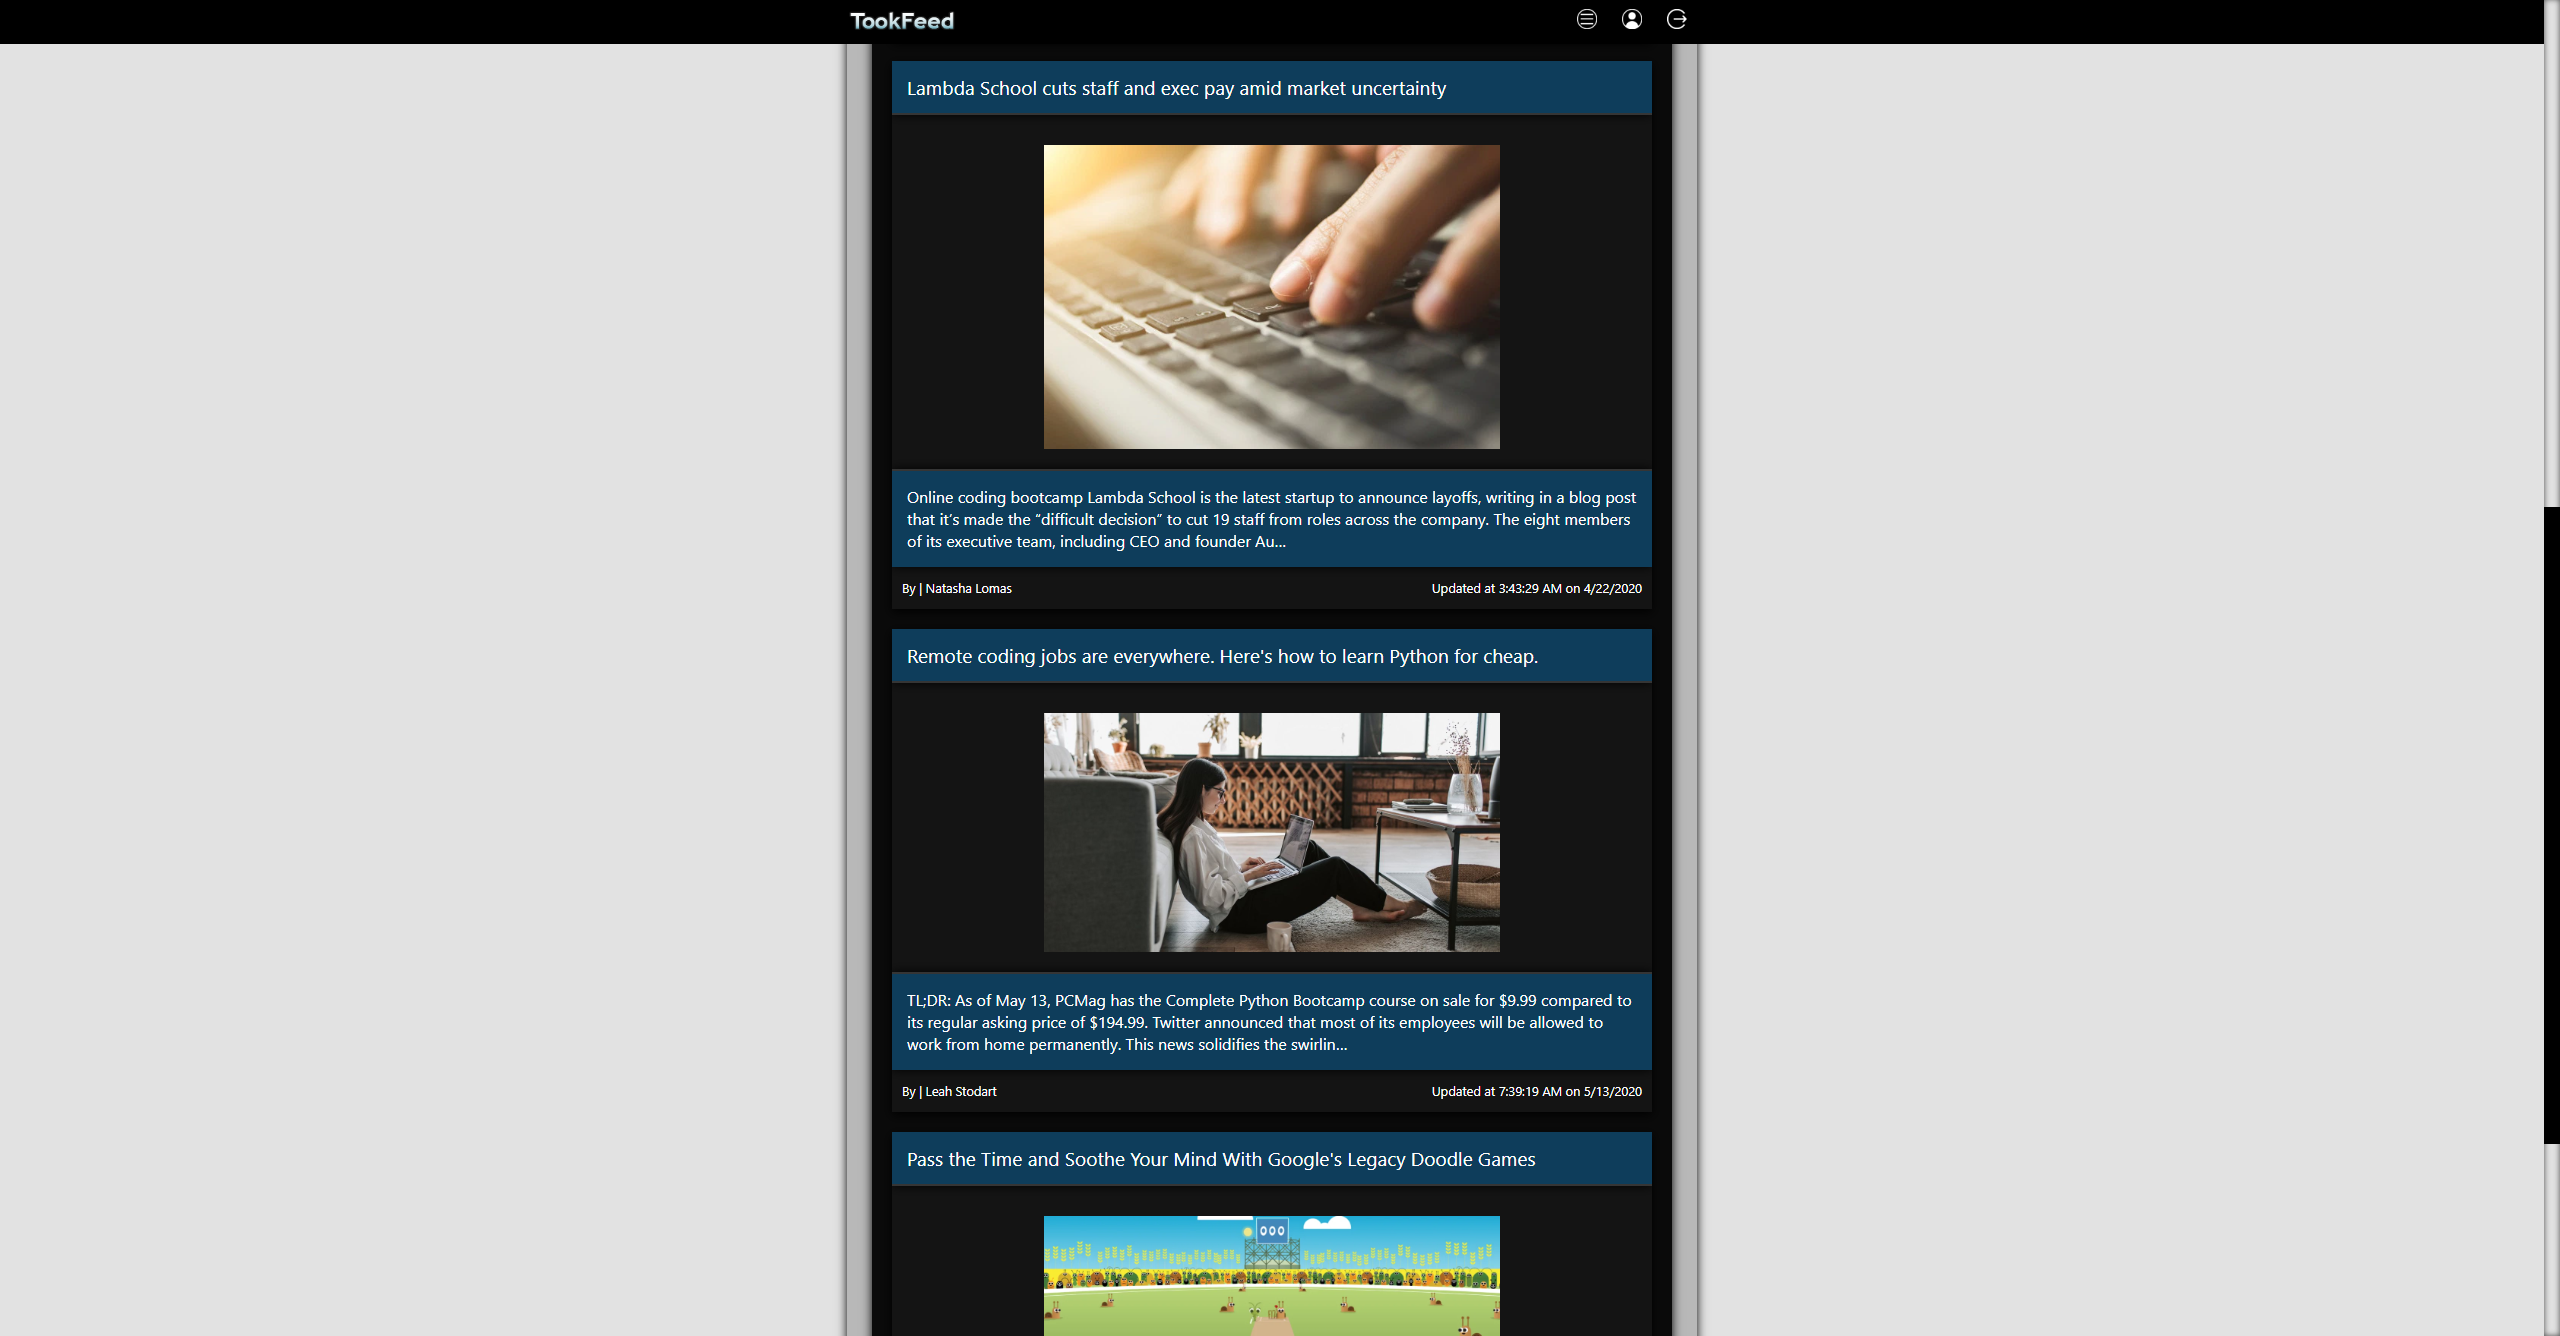 TookFeed
Lambda School cuts staff and exec pay amid market uncertainty
Online coding bootcamp Lambda School is the latest startup to announce layoffs, writing in a blog post
that it’s made the “difficult decision” to cut 19 staff from roles across the company. The eight members
of its executive team, including CEO and founder Au...
By | Natasha Lomas
Updated at 3:43:29 AM on 4/22/2020
Remote coding jobs are everywhere. Here's how to learn Python for cheap.
TL;DR: As of May 13, PCMag has the Complete Python Bootcamp course on sale for $9.99 compared to
its regular asking price of $194.99. Twitter announced that most of its employees will be allowed to
work from home permanently. This news solidifies the swirlin...
By | Leah Stodart
Updated at 7:39:19 AM on 5/13/2020
Pass the Time and Soothe Your Mind With Google's Legacy Doodle Games
000